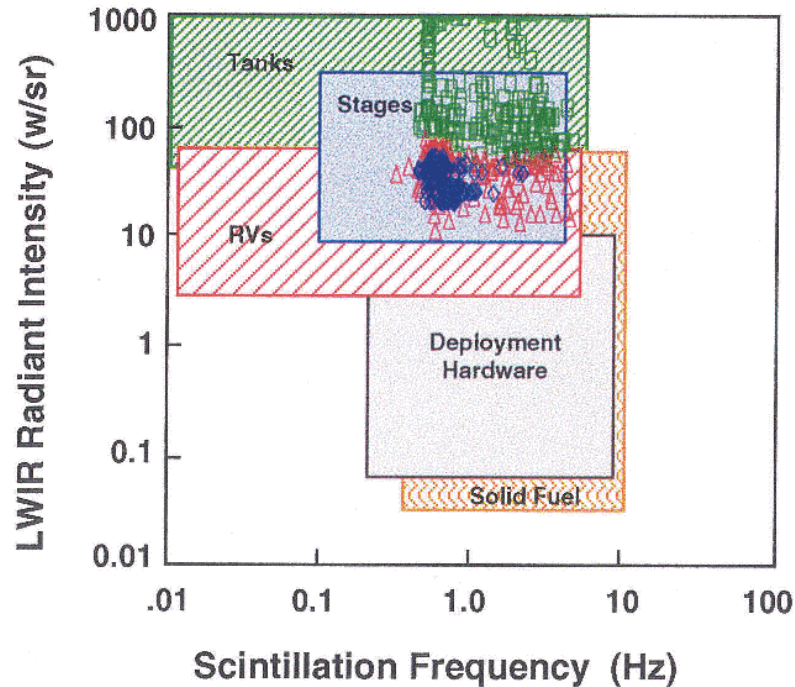 LWIR Radiant Intensity (w/sr)
1000
100
10
1
0.1
0.01
Tanks
Stages
RVs
Deployment
Hardware
Solid Fuel
.01
0.1
1.0
10
100
Scintillation Frequency (Hz)